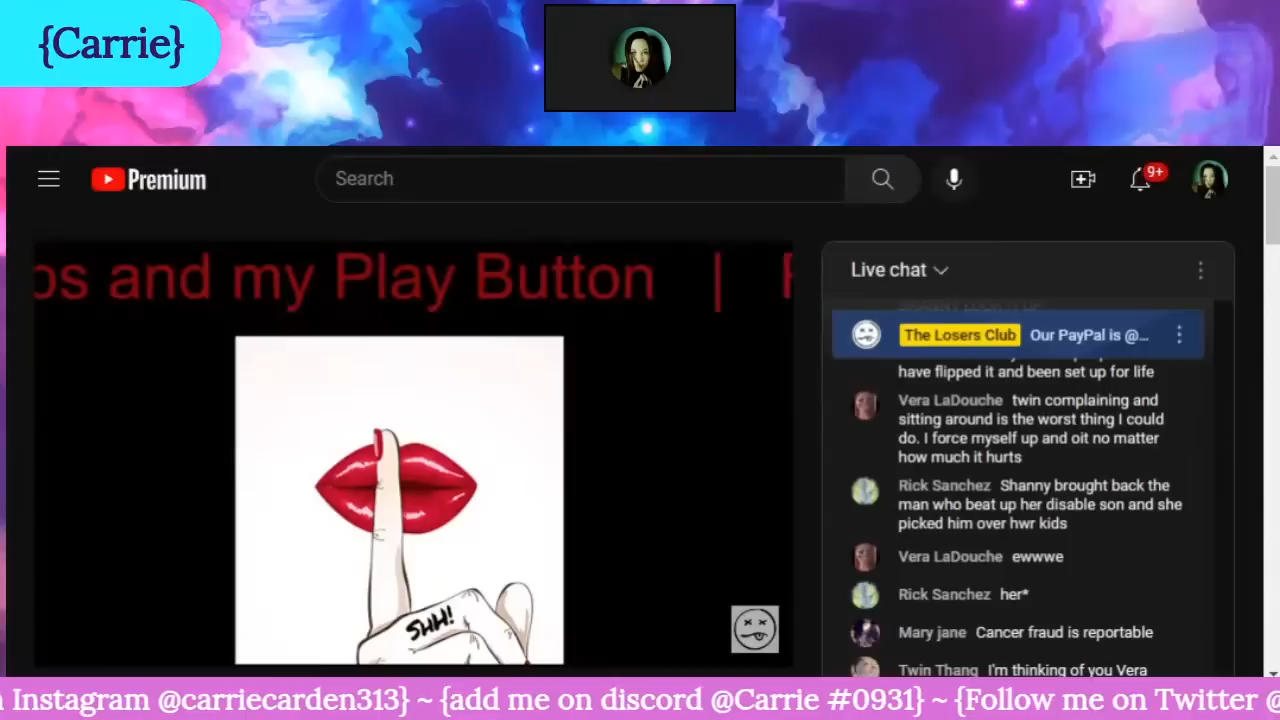 {Carrie}
Premium
Search
9+
os and my Play Button |
Live chat
The Losers Club Our PayPal is @...
have flipped it and been set up for life
Vera LaDouche twin complaining and
sitting around is the worst thing I could
do. I force myself up and oit no matter
how much it hurts
Rick Sanchez Shanny brought back the
man who beat up her disable son and she
picked him over hwr kids
Vera LaDouche ewwwe
Rick Sanchez her*
Mary jane Cancer fraud is reportable
Twin Thang I'm thinking of you Vera
SHH!
n Instagram @carriecarden313} ~ {add me on discord @Carrie #0931} ~ {Follow me on Twitter @